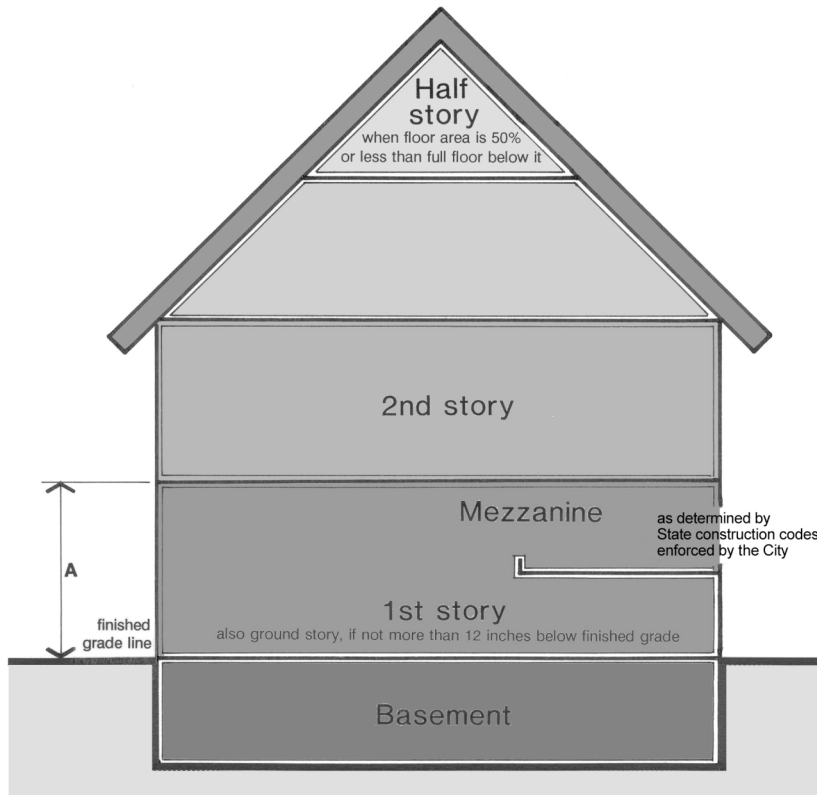 Half
story
when floor area is 50%
or less than full floor below it
2nd story
Mezzanine
as determined by
State construction codes
enforced by the City
A
1st story
also ground story, if not more than 12 inches below finished grade
finished
grade line
Basement